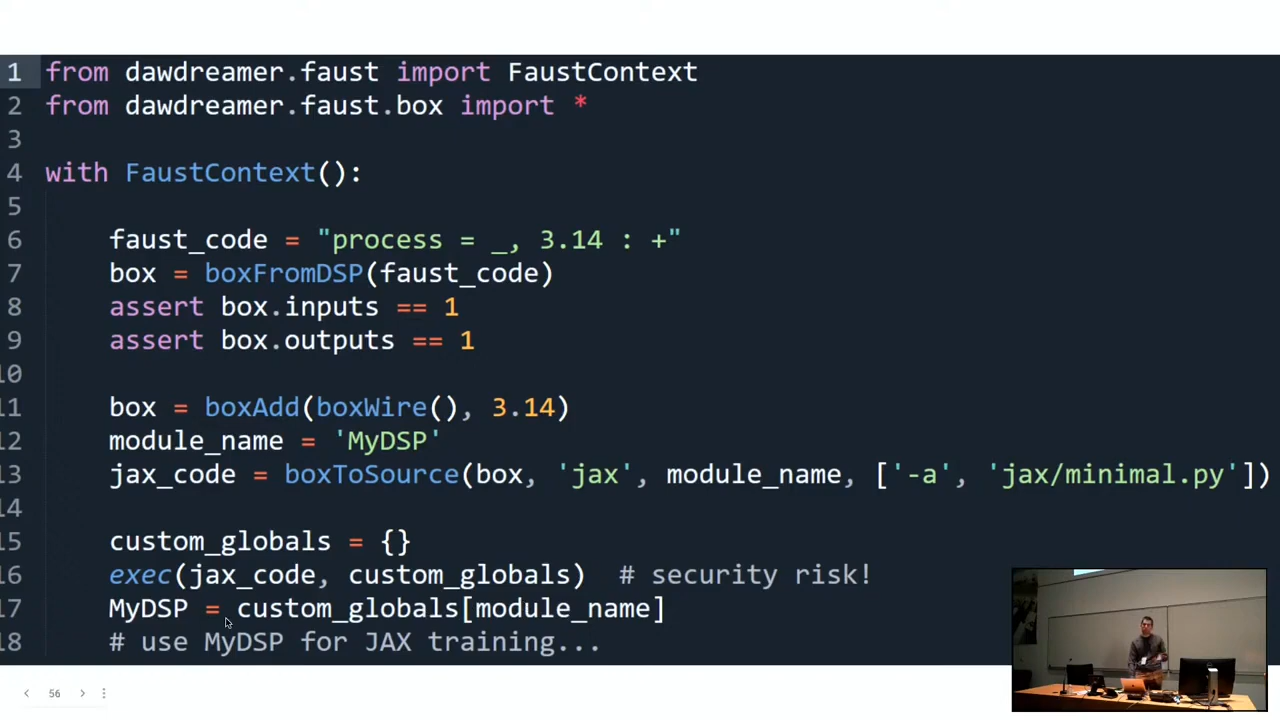 1 from dawdreamer.faust import FaustContext
2 from dawdreamer.faust.box import *
3
4 with FaustContext():
5
6     faust_code = "process = _, 3.14 : +"
7     box = boxFromDSP(faust_code)
8     assert box.inputs == 1
9     assert box.outputs == 1
10
11     box = boxAdd(boxWire(), 3.14)
12     module_name = 'MyDSP'
13     jax_code = boxToSource(box, 'jax', module_name, ['-a', 'jax/minimal.py'])
14
15     custom_globals = {}
16     exec(jax_code, custom_globals)  # security risk!
17     MyDSP = custom_globals[module_name]
18     # use MyDSP for JAX training...
56